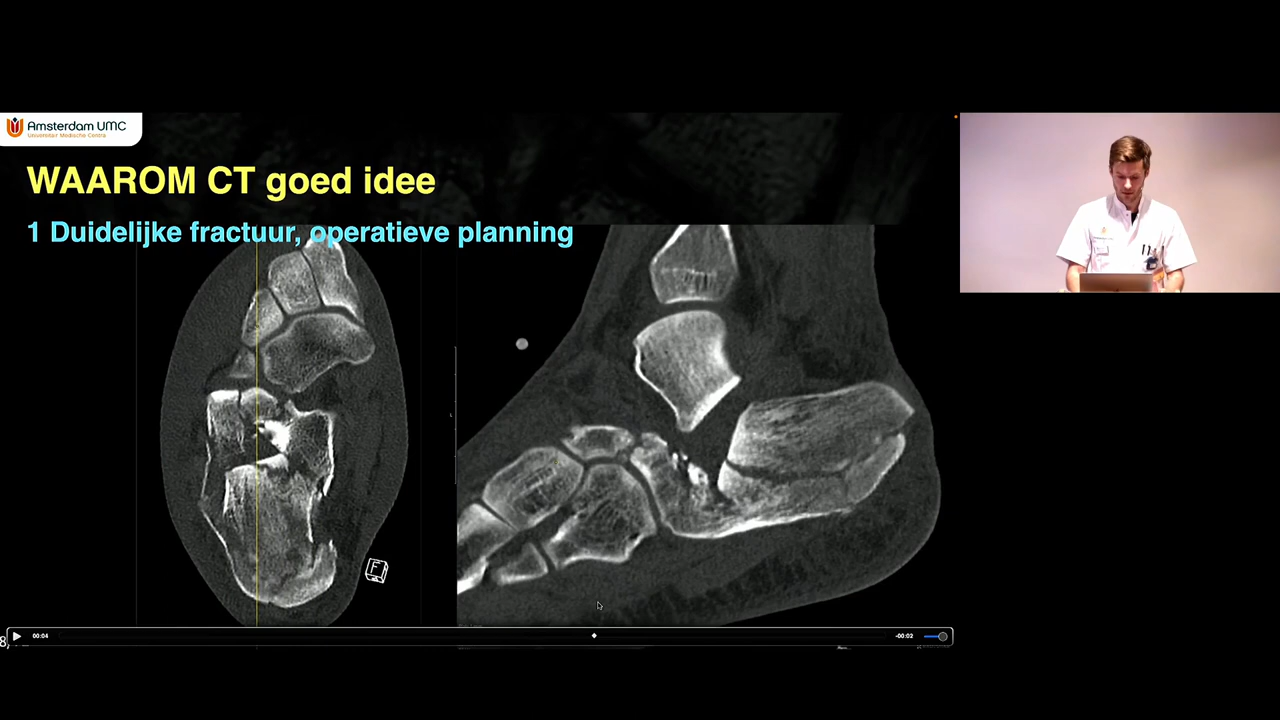 Amsterdam UMC
Universitair Medische Centra
WAAROM CT goed idee
1 Duidelijke fractuur, operatieve planning
F
00:04
-00:02